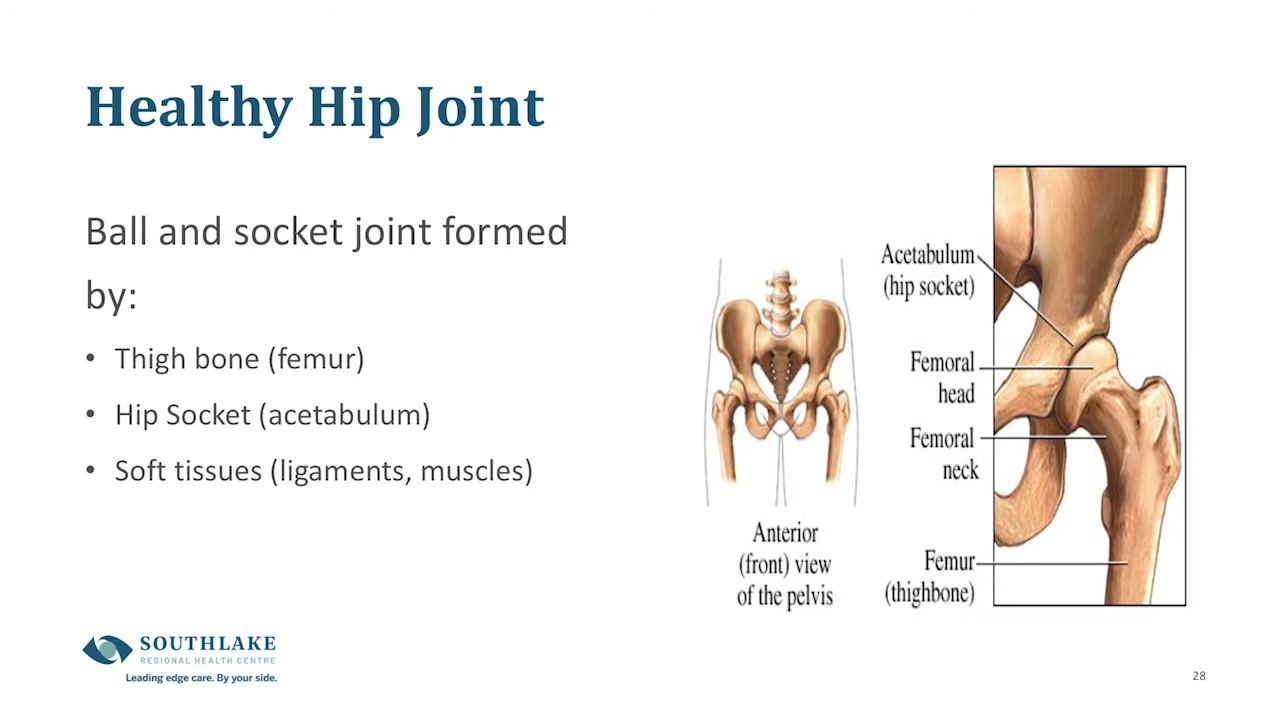 Healthy Hip Joint
Ball and socket joint formed
by:
• Thigh bone (femur)
• Hip Socket (acetabulum)
• Soft tissues (ligaments, muscles)
Anterior
(front) view
of the pelvis
Acetabulum
(hip socket)
Femoral
head
Femoral
neck
Femur
(thighbone)
SOUTHLAKE
REGIONAL HEALTH CENTRE
Leading edge care. By your side.
28